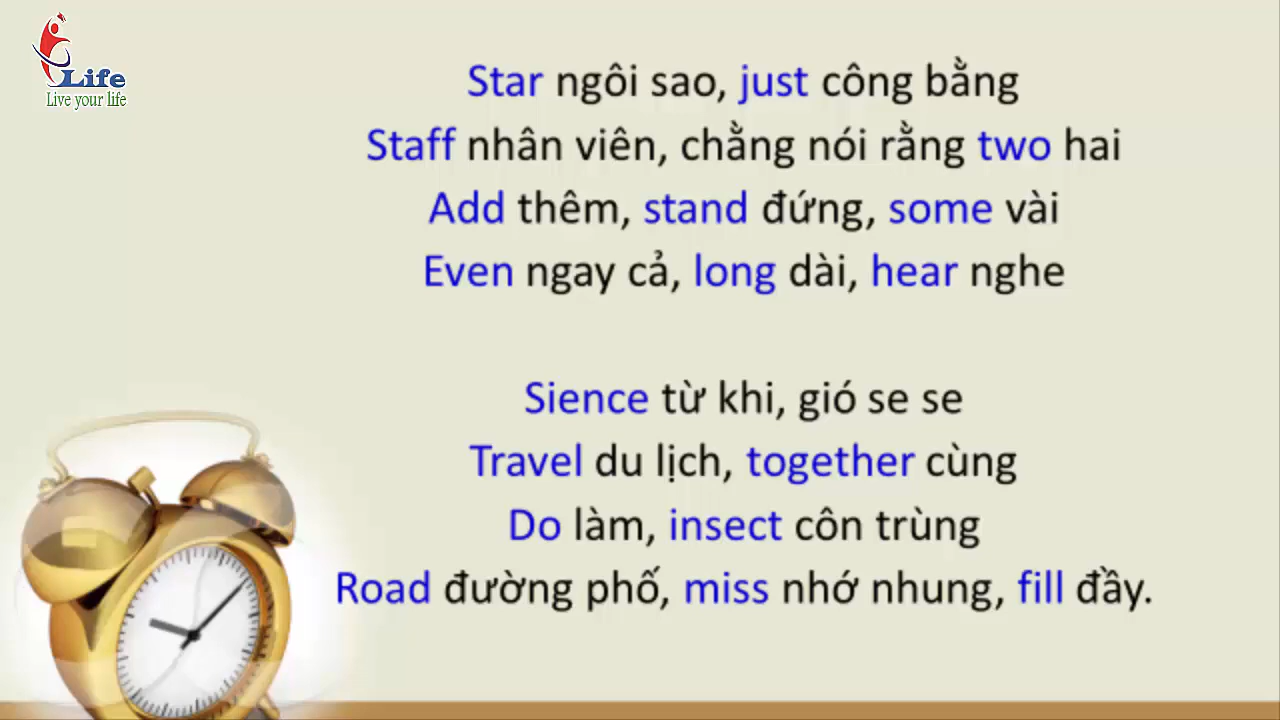 Life
Live your life
Star ngôi sao, just công bằng
Staff nhân viên, chằng nói rằng two hai
Add thêm, stand đứng, some vài
Even ngay cả, long dài, hear nghe
Sience từ khi, gió se se
Travel du lịch, together cùng
Do làm, insect côn trùng
Road đường phố, miss nhớ nhung, fill đầy.